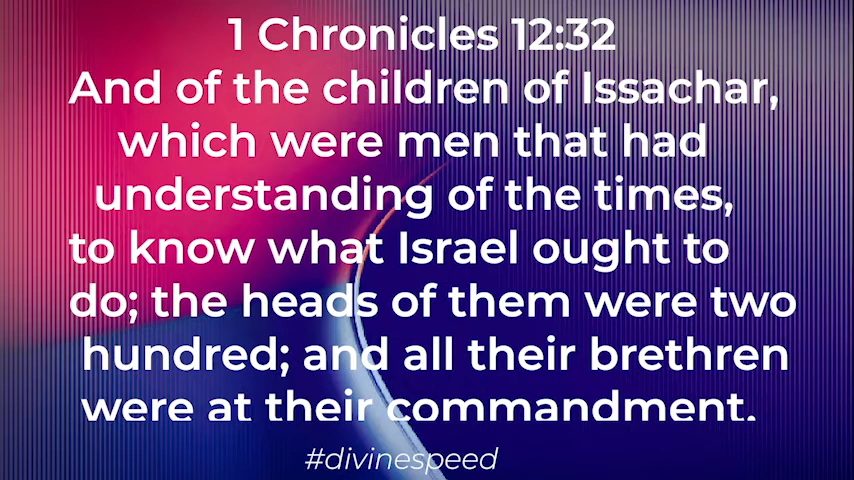 1 Chronicles 12:32
And of the children of Issachar,
which were men that had
understanding of the times,
to know what Israel ought to
do; the heads of them were two
hundred; and all their brethren
were at their commandment.
#divinespeed